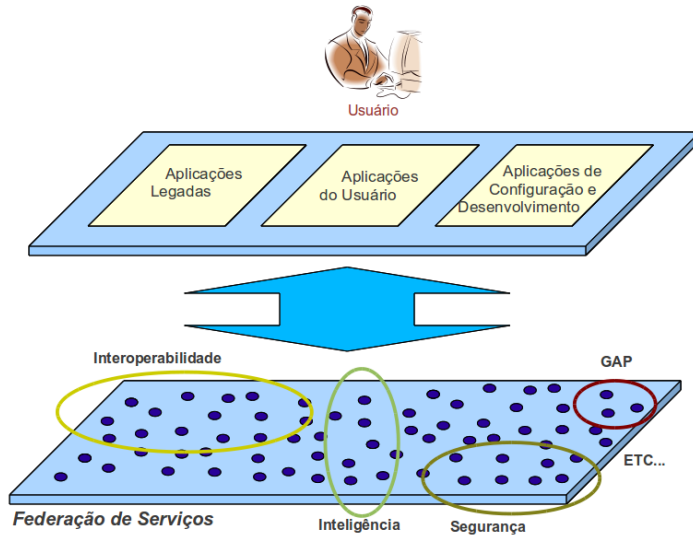 Usuário
Aplicações
Legadas
Aplicações
do Usuário
Aplicações de
Configuração e
Desenvolvimento
Interoperabilidade
GAP
ETC...
Federação de Serviços
Inteligência
Segurança